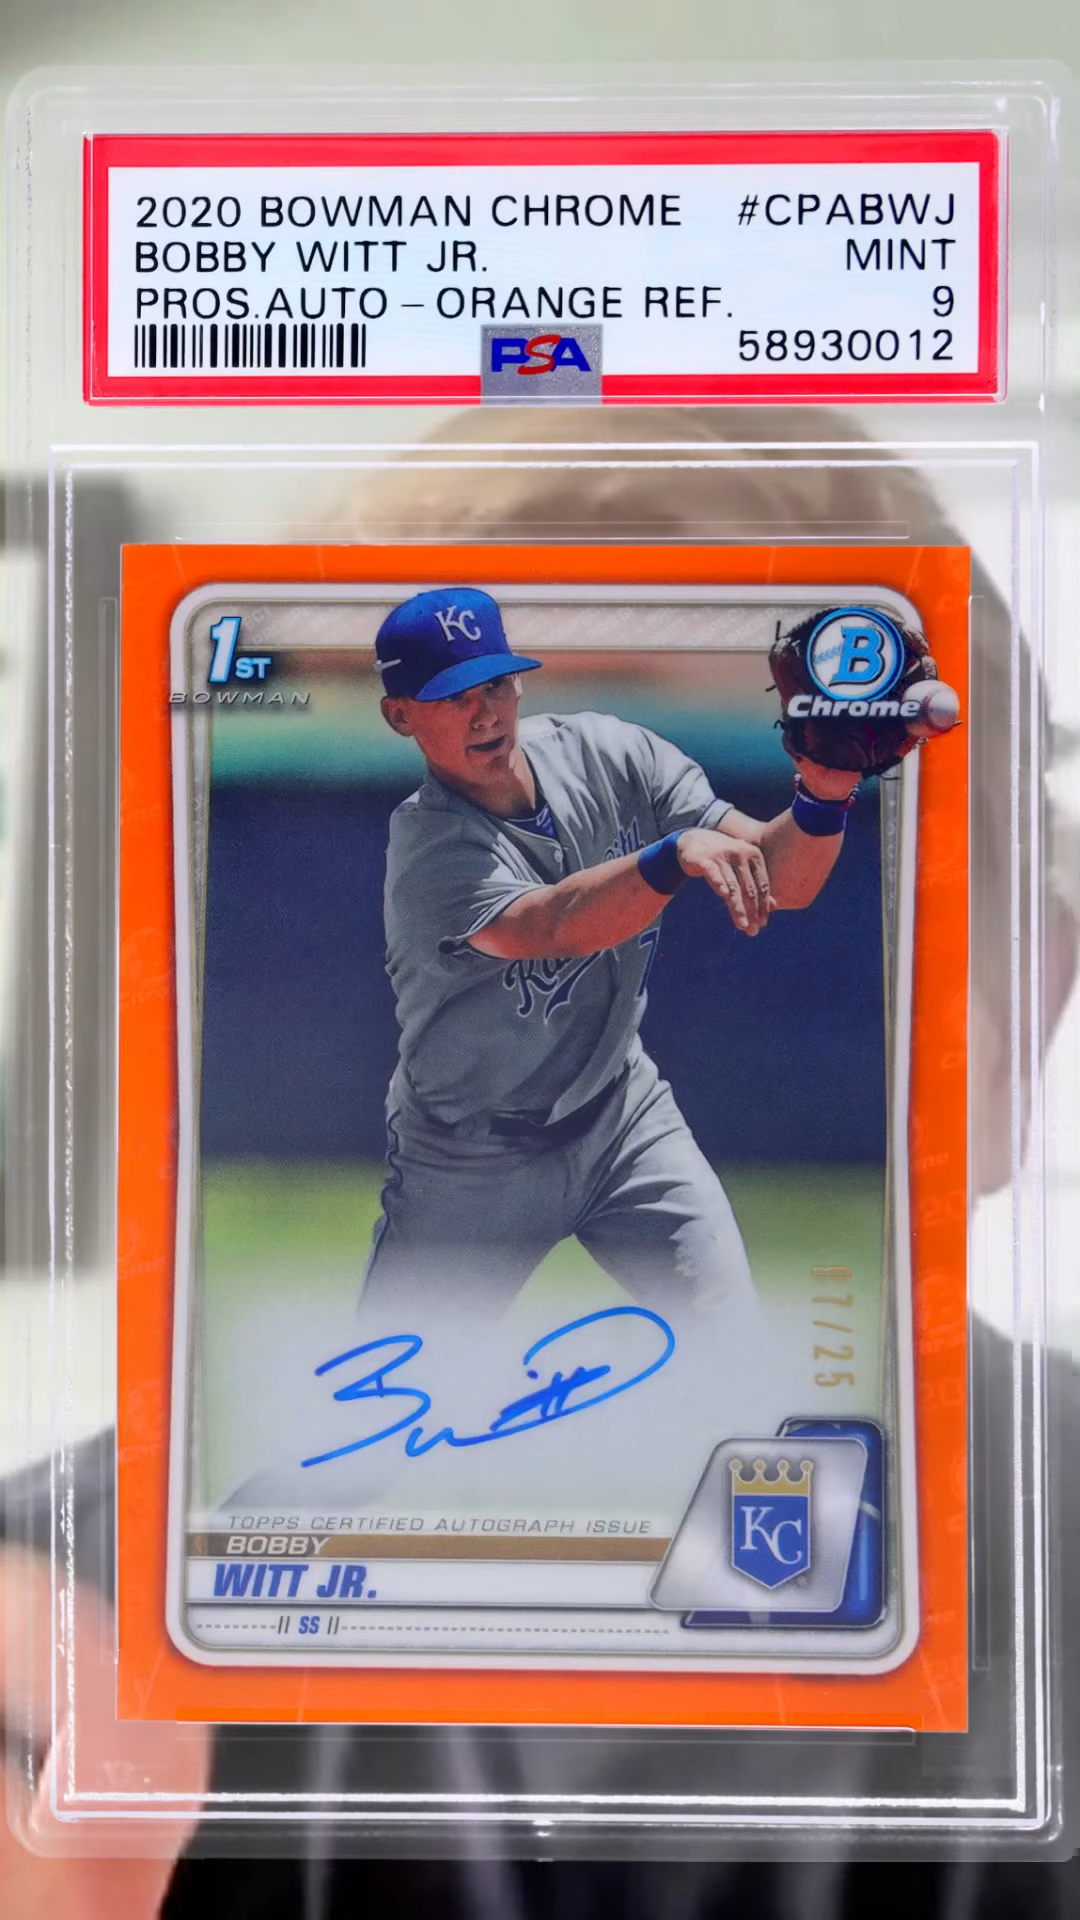 2020 BOWMAN CHROME #CPABWJ
BOBBY WITT JR. MINT
PROS.AUTO – ORANGE REF. 9
PSA 58930012
KC
1ST
BOWMAN
B
Chrome
07/25
TOPPS CERTIFIED AUTOGRAPH ISSUE
BOBBY
WITT JR.
SS
KC